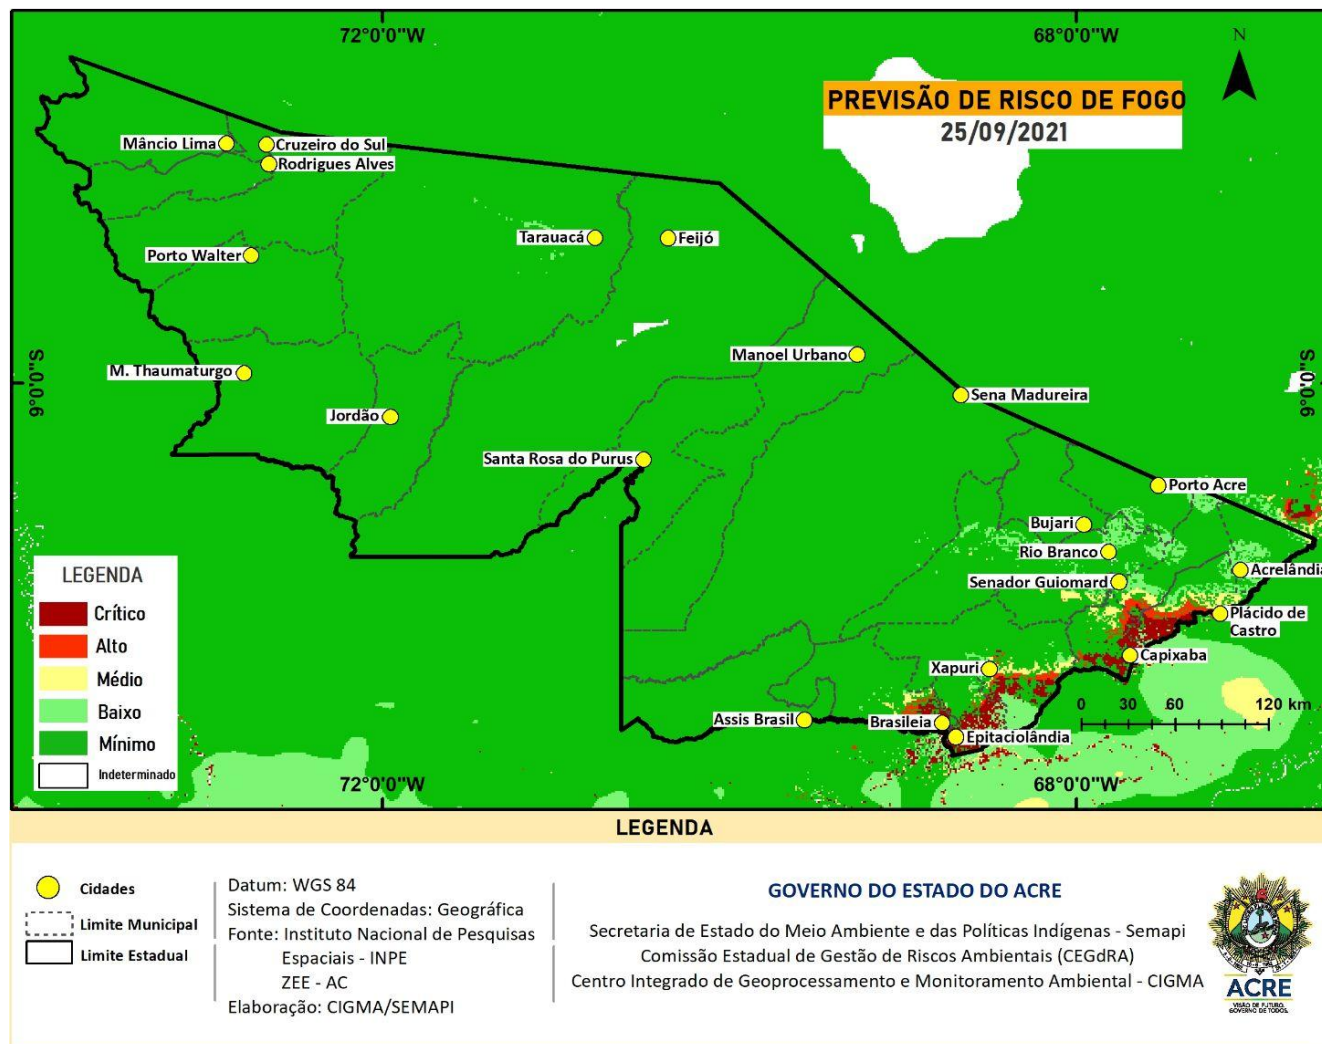 72°0'0"W
68°0'0"W
N
PREVISÃO DE RISCO DE FOGO
25/09/2021
Mâncio Lima
Cruzeiro do Sul
Rodrigues Alves
Tarauacá
Feijó
Porto Walter
Manoel Urbano
9°0'0"S
9°0'0"S
M. Thaumaturgo
Sena Madureira
Jordão
Santa Rosa do Purus
Porto Acre
Bujari
Rio Branco
Acrelândia
Senador Guiomard
Plácido de
Castro
Capixaba
Xapuri
Assis Brasil
Brasileia
Epitaciolândia
0 30 60 120 km
LEGENDA
Crítico
Alto
Médio
Baixo
Mínimo
Indeterminado
72°0'0"W
68°0'0"W
LEGENDA
Cidades
Limite Municipal
Limite Estadual
Datum: WGS 84
Sistema de Coordenadas: Geográfica
Fonte: Instituto Nacional de Pesquisas
Espaciais - INPE
ZEE - AC
Elaboração: CIGMA/SEMAPI
GOVERNO DO ESTADO DO ACRE
Secretaria de Estado do Meio Ambiente e das Políticas Indígenas - Semapi
Comissão Estadual de Gestão de Riscos Ambientais (CEGdRA)
Centro Integrado de Geoprocessamento e Monitoramento Ambiental - CIGMA
ACRE
VISÃO DE FUTURO.
GOVERNO DE TODOS.